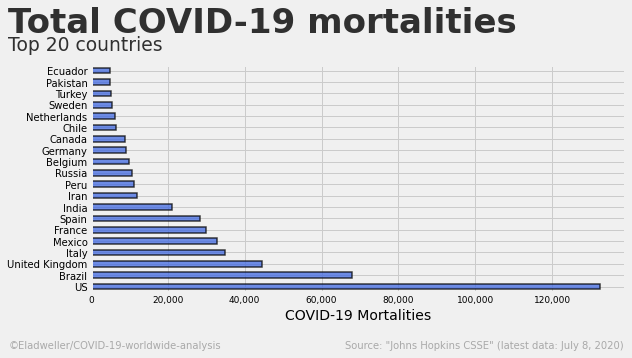 Total COVID-19 mortalities
Top 20 countries
Ecuador
Pakistan
Turkey
Sweden
Netherlands
Chile
Canada
Germany
Belgium
Russia
Peru
Iran
India
Spain
France
Mexico
Italy
United Kingdom
Brazil
US
0 20,000 40,000 60,000 80,000 100,000 120,000
COVID-19 Mortalities
©Eladweller/COVID-19-worldwide-analysis Source: "Johns Hopkins CSSE" (latest data: July 8, 2020)